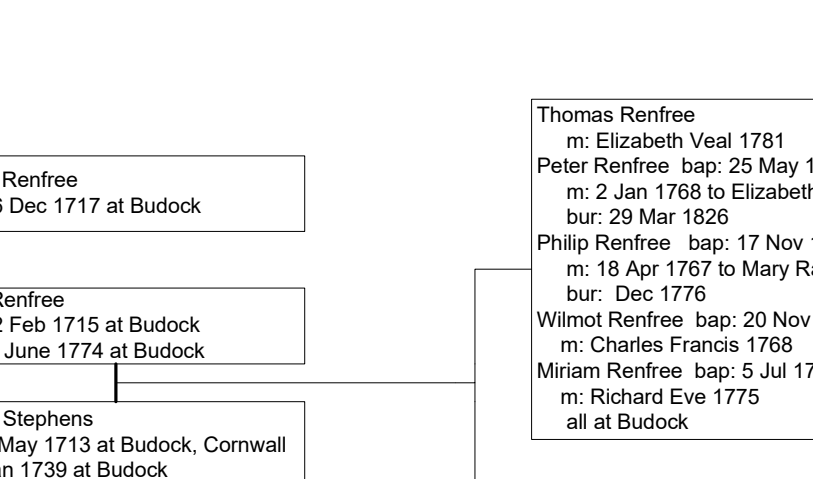 Renfree
Dec 1717 at Budock
Renfree
Feb 1715 at Budock
June 1774 at Budock
Stephens
May 1713 at Budock, Cornwall
1739 at Budock
Thomas Renfree
m: Elizabeth Veal 1781
Peter Renfree bap: 25 May
m: 2 Jan 1768 to Elizabeth
bur: 29 Mar 1826
Philip Renfree bap: 17 Nov
m: 18 Apr 1767 to Mary
bur: Dec 1776
Wilmot Renfree bap: 20 Nov
m: Charles Francis 1768
Miriam Renfree bap: 5 Jul
m: Richard Eve 1775
all at Budock